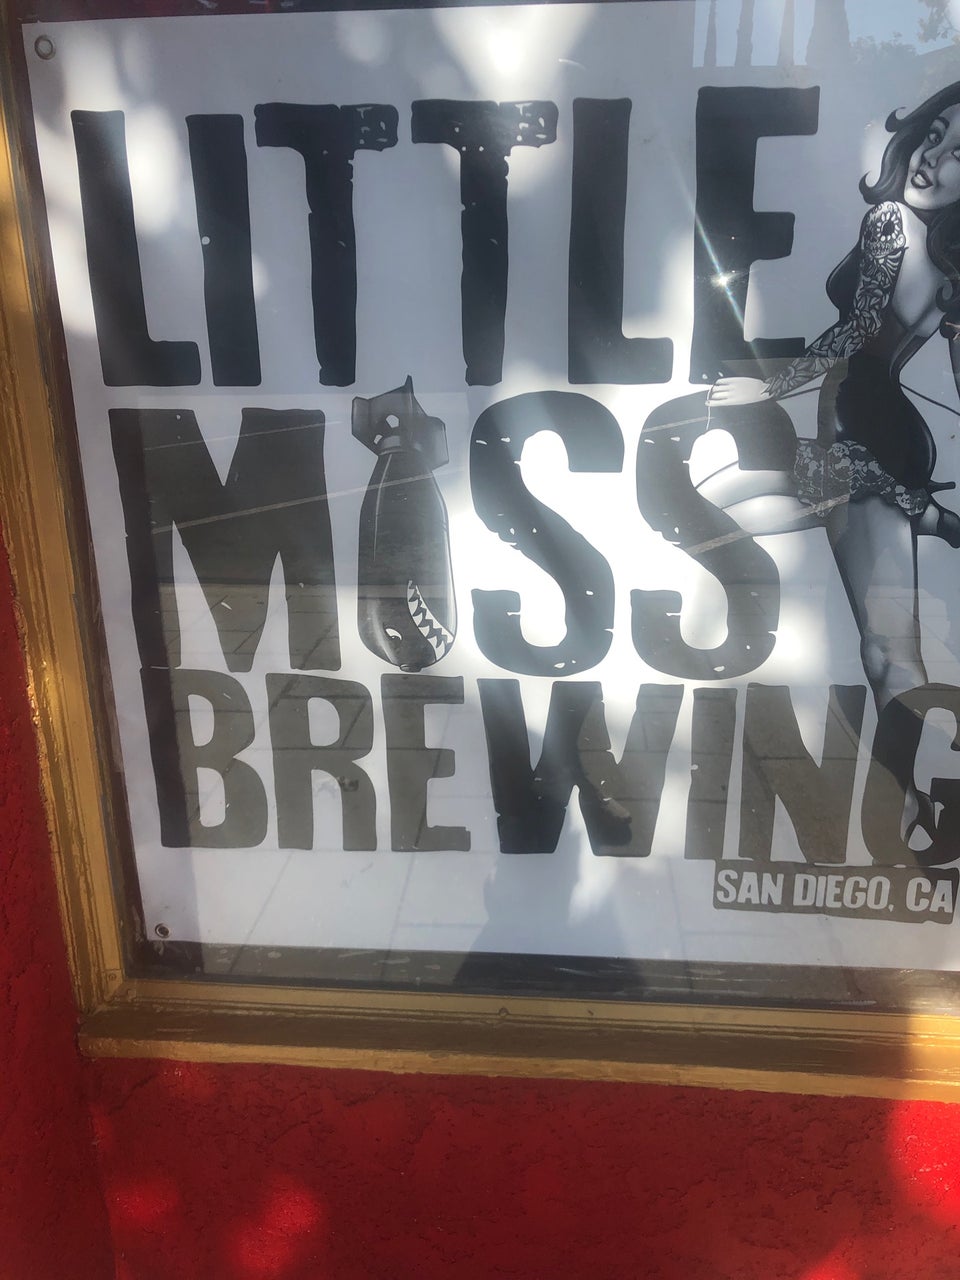 LITTLE
MISS
BREWING
SAN DIEGO, CA